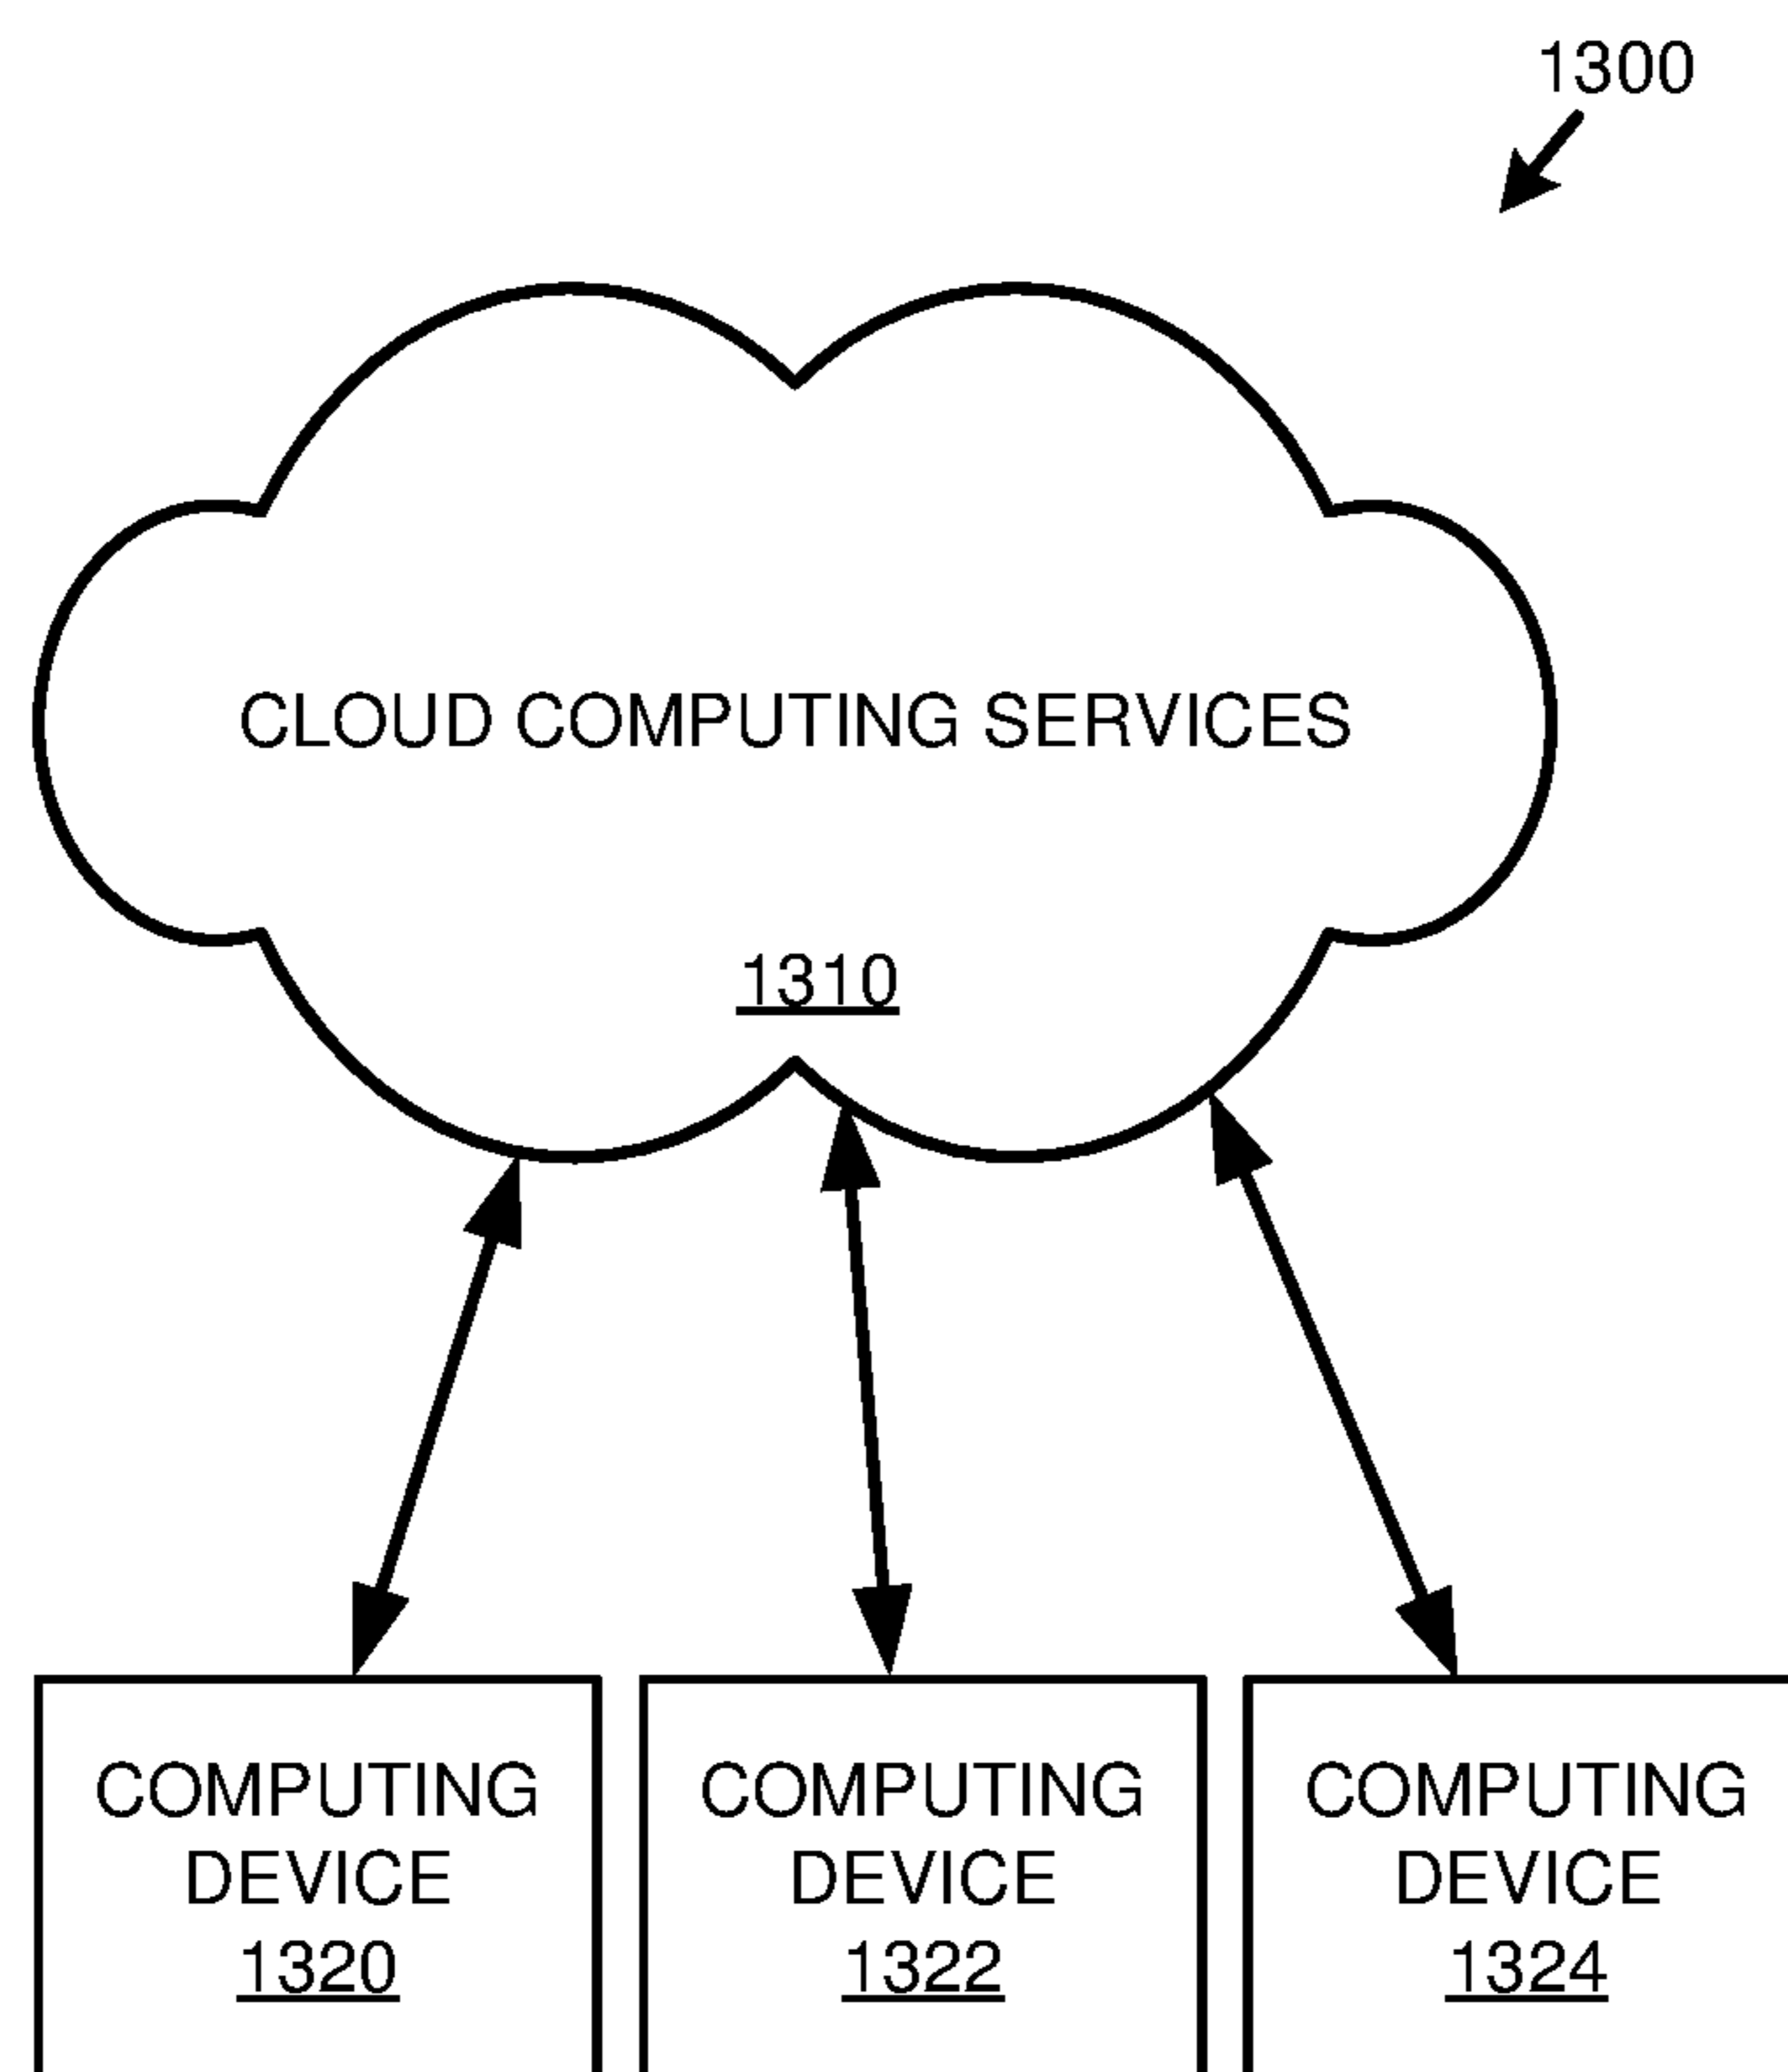 1300
CLOUD COMPUTING SERVICES
1310
COMPUTING
DEVICE
1320
COMPUTING
DEVICE
1322
COMPUTING
DEVICE
1324